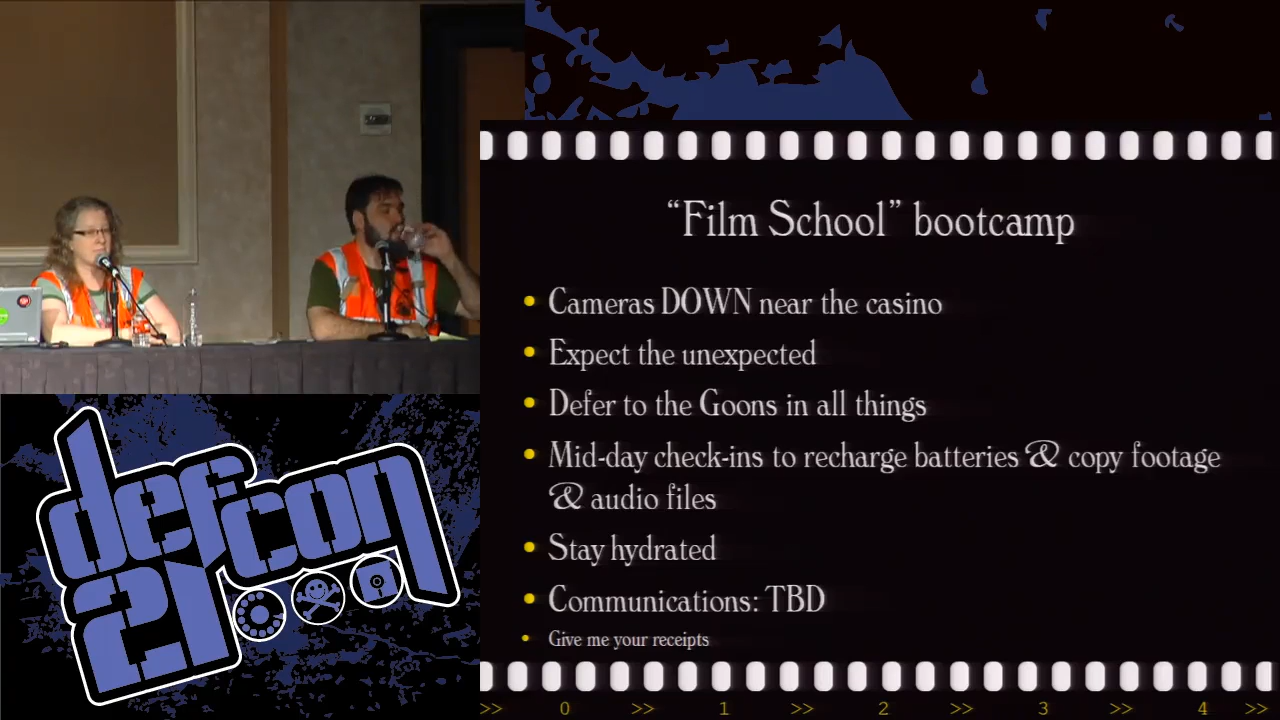 “Film School” bootcamp
• Cameras DOWN near the casino
• Expect the unexpected
• Defer to the Goons in all things
• Mid-day check-ins to recharge batteries & copy footage
& audio files
• Stay hydrated
• Communications: TBD
• Give me your receipts
defcon
21
>> 0 >> 1 >> 2 >> 3 >> 4 >>